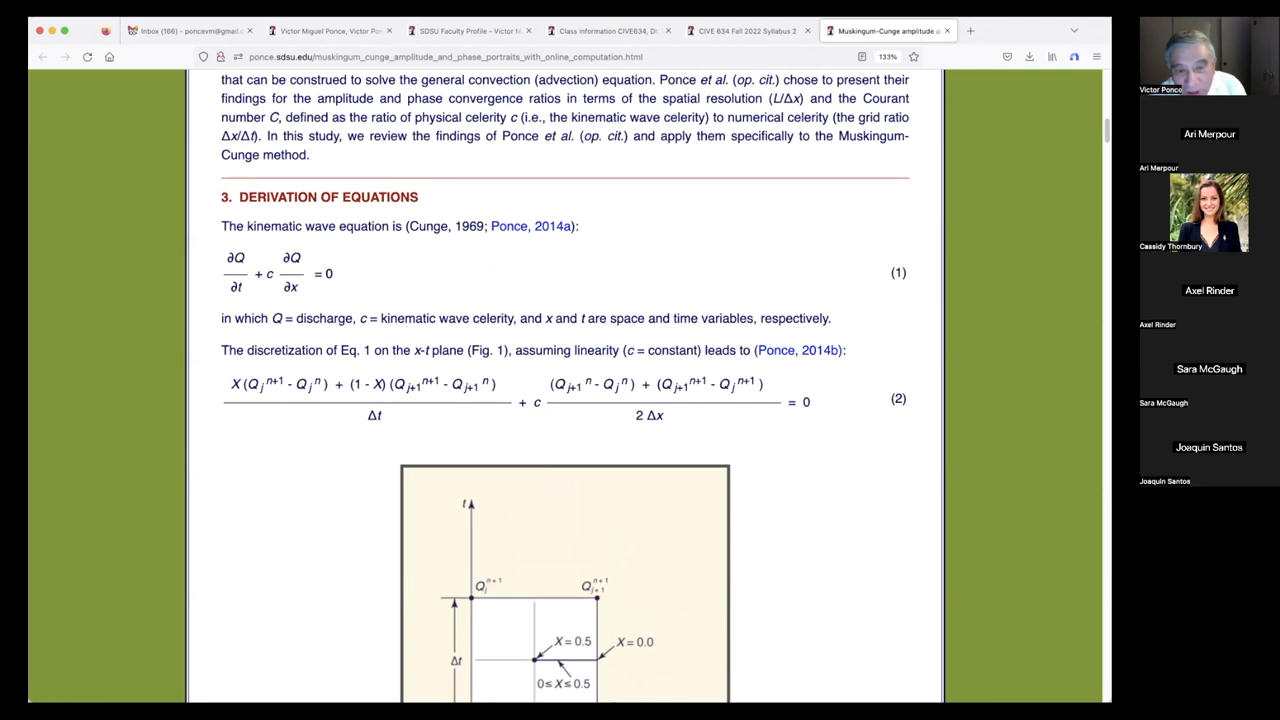 Inbox (166) - poncevm@gmail.c
Victor Miguel Ponce, Victor Pon
SDSU Faculty Profile - Victor M
Class information CIVE634, Dr.
CIVE 634 Fall 2022 Syllabus 2
Muskingum-Cunge amplitude a
ponce.sdsu.edu/muskingum_cunge_amplitude_and_phase_portraits_with_online_computation.html
133%
that can be construed to solve the general convection (advection) equation. Ponce et al. (op. cit.) chose to present their
findings for the amplitude and phase convergence ratios in terms of the spatial resolution (L/Δx) and the Courant
number C, defined as the ratio of physical celerity c (i.e., the kinematic wave celerity) to numerical celerity (the grid ratio
Δx/Δt). In this study, we review the findings of Ponce et al. (op. cit.) and apply them specifically to the Muskingum-
Cunge method.
3. DERIVATION OF EQUATIONS
The kinematic wave equation is (Cunge, 1969; Ponce, 2014a):
∂Q ∂Q
+ c = 0 (1)
∂t ∂x
in which Q = discharge, c = kinematic wave celerity, and x and t are space and time variables, respectively.
The discretization of Eq. 1 on the x-t plane (Fig. 1), assuming linearity (c = constant) leads to (Ponce, 2014b):
X (Q j n+1 - Q j n ) + (1 - X) (Q j+1 n+1 - Q j+1 n ) (Q j+1 n - Q j n ) + (Q j+1 n+1 - Q j n+1 )
+ c = 0 (2)
Δt 2 Δx
t
Q j n+1 Q j+1 n+1
X = 0.5 X = 0.0
Δt
0 ≤ X ≤ 0.5
Victor Ponce
Ari Merpour
Ari Merpour
Cassidy Thornbury
Axel Rinder
Axel Rinder
Sara McGaugh
Sara McGaugh
Joaquin Santos
Joaquin Santos